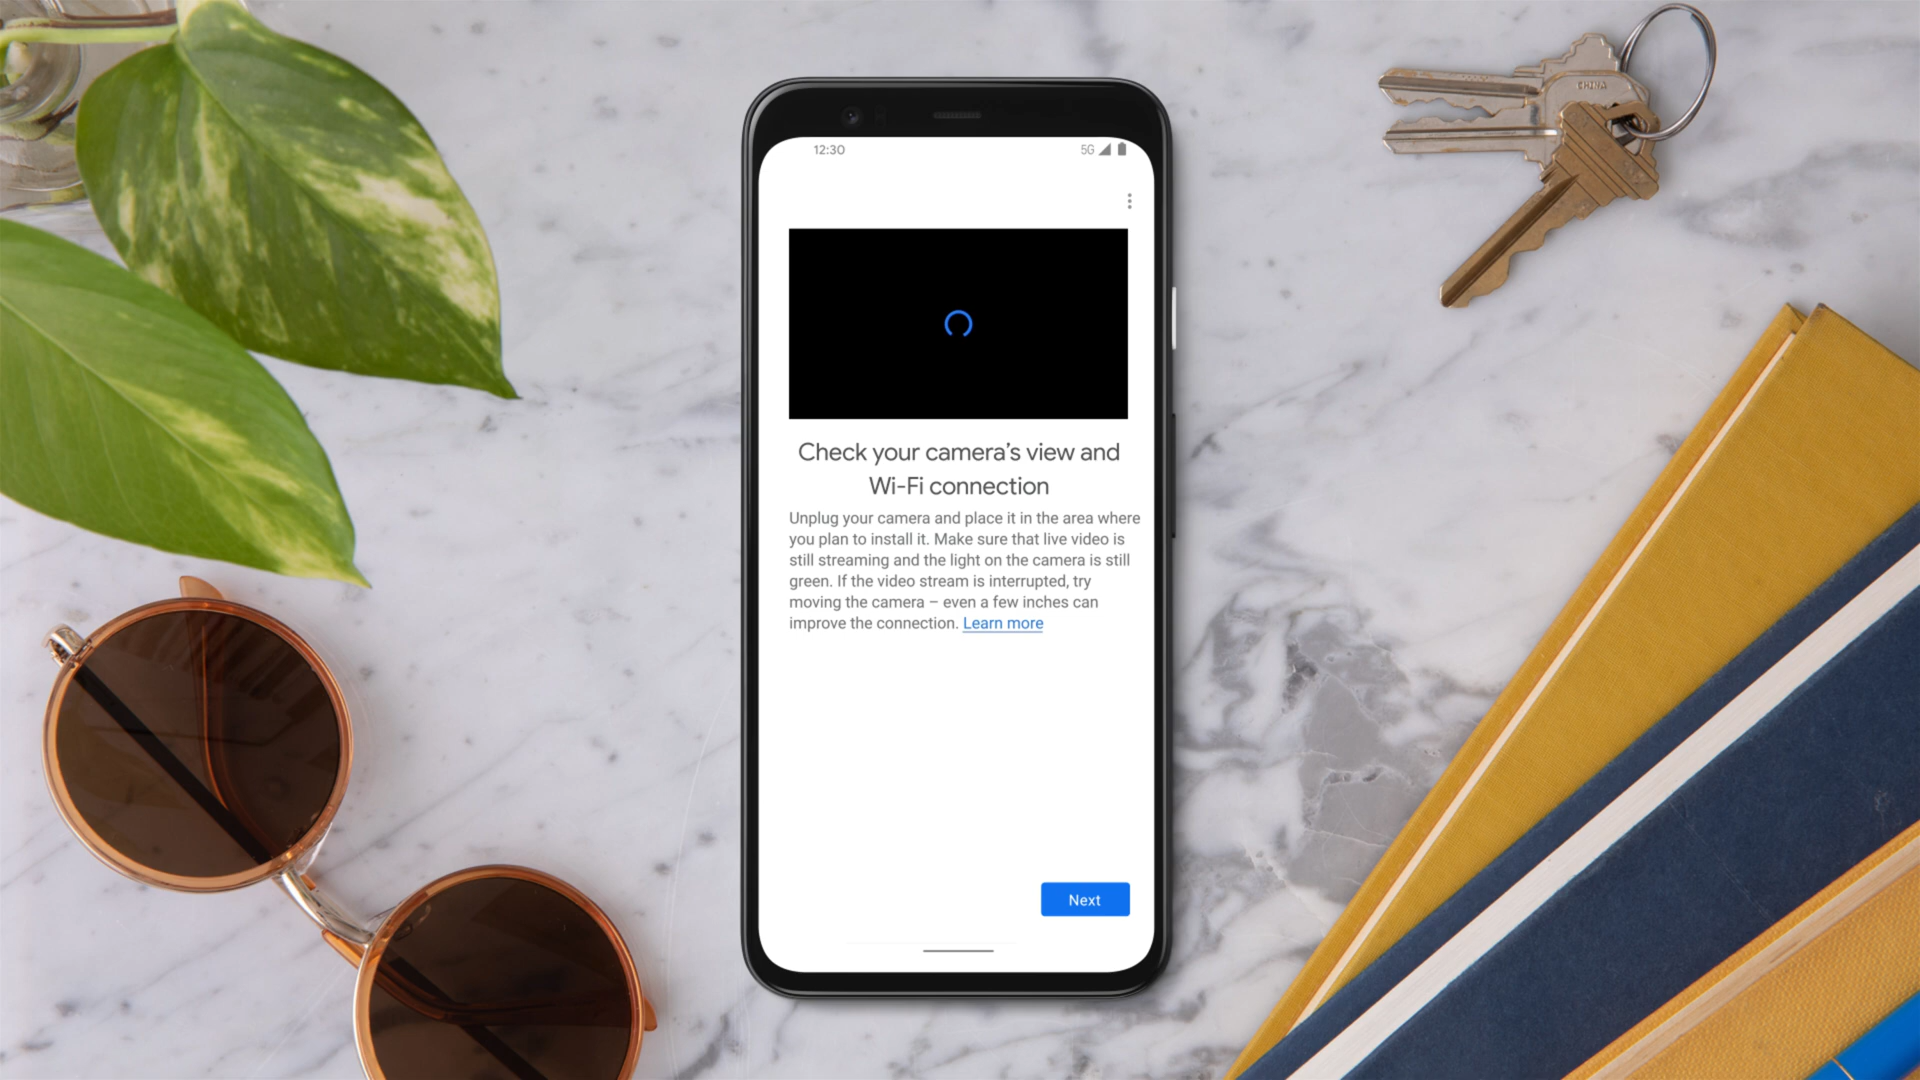 12:30
5G
CHINA
Check your camera’s view and
Wi-Fi connection
Unplug your camera and place it in the area where
you plan to install it. Make sure that live video is
still streaming and the light on the camera is still
green. If the video stream is interrupted, try
moving the camera – even a few inches can
improve the connection. Learn more
Next